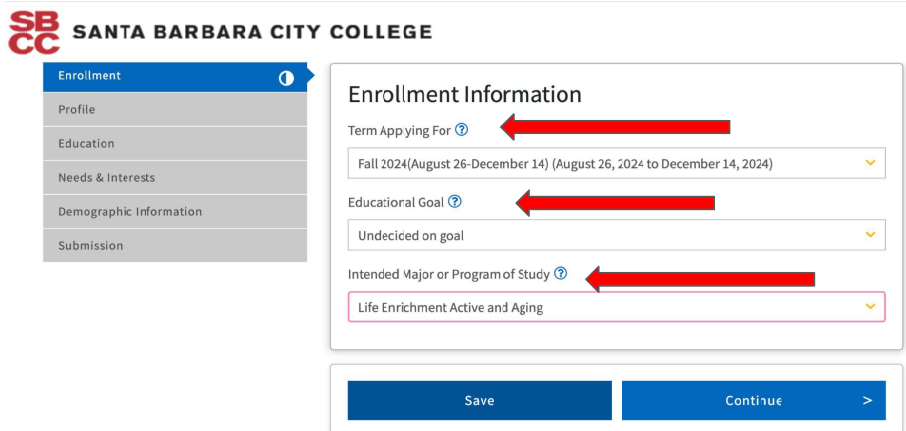 SB
CC
SANTA BARBARA CITY COLLEGE
Enrollment
Profile
Education
Needs & Interests
Demographic Information
Submission
Enrollment Information
Term Applying For ?
Fall 2024(August 26-December 14) (August 26, 2024 to December 14, 2024)
Educational Goal ?
Undecided on goal
Intended Major or Program of Study ?
Life Enrichment Active and Aging
Save
Continue >